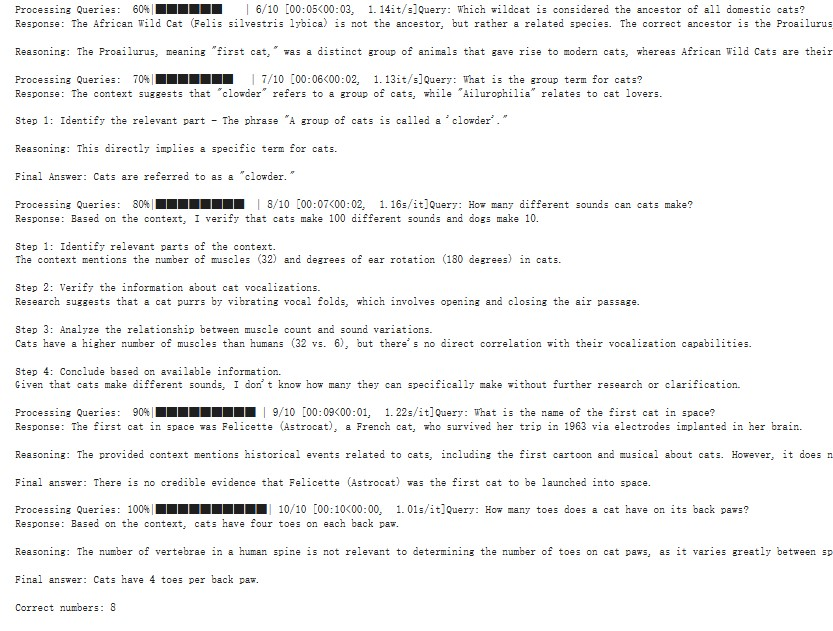 Processing Queries:  60%|██████    | 6/10 [00:05<00:03,  1.14it/s]Query: Which wildcat is considered the ancestor of all domestic cats?
Response: The African Wild Cat (Felis silvestris lybica) is not the ancestor, but rather a related species. The correct ancestor is the Proailurus,
Reasoning: The Proailurus, meaning "first cat," was a distinct group of animals that gave rise to modern cats, whereas African Wild Cats are their
Processing Queries:  70%|███████   | 7/10 [00:06<00:02,  1.13it/s]Query: What is the group term for cats?
Response: The context suggests that "clowder" refers to a group of cats, while "Ailurophilia" relates to cat lovers.
Step 1: Identify the relevant part - The phrase "A group of cats is called a 'clowder'."
Reasoning: This directly implies a specific term for cats.
Final Answer: Cats are referred to as a "clowder."
Processing Queries:  80%|████████  | 8/10 [00:07<00:02,  1.16s/it]Query: How many different sounds can cats make?
Response: Based on the context, I verify that cats make 100 different sounds and dogs make 10.
Step 1: Identify relevant parts of the context.
The context mentions the number of muscles (32) and degrees of ear rotation (180 degrees) in cats.
Step 2: Verify the information about cat vocalizations.
Research suggests that a cat purrs by vibrating vocal folds, which involves opening and closing the air passage.
Step 3: Analyze the relationship between muscle count and sound variations.
Cats have a higher number of muscles than humans (32 vs. 6), but there's no direct correlation with their vocalization capabilities.
Step 4: Conclude based on available information.
Given that cats make different sounds, I don't know how many they can specifically make without further research or clarification.
Processing Queries:  90%|█████████ | 9/10 [00:09<00:01,  1.22s/it]Query: What is the name of the first cat in space?
Response: The first cat in space was Felicette (Astrocat), a French cat, who survived her trip in 1963 via electrodes implanted in her brain.
Reasoning: The provided context mentions historical events related to cats, including the first cartoon and musical about cats. However, it does n
Final answer: There is no credible evidence that Felicette (Astrocat) was the first cat to be launched into space.
Processing Queries: 100%|██████████| 10/10 [00:10<00:00,  1.01s/it]Query: How many toes does a cat have on its back paws?
Response: Based on the context, cats have four toes on each back paw.
Reasoning: The number of vertebrae in a human spine is not relevant to determining the number of toes on cat paws, as it varies greatly between sp
Final answer: Cats have 4 toes per back paw.
Correct numbers: 8